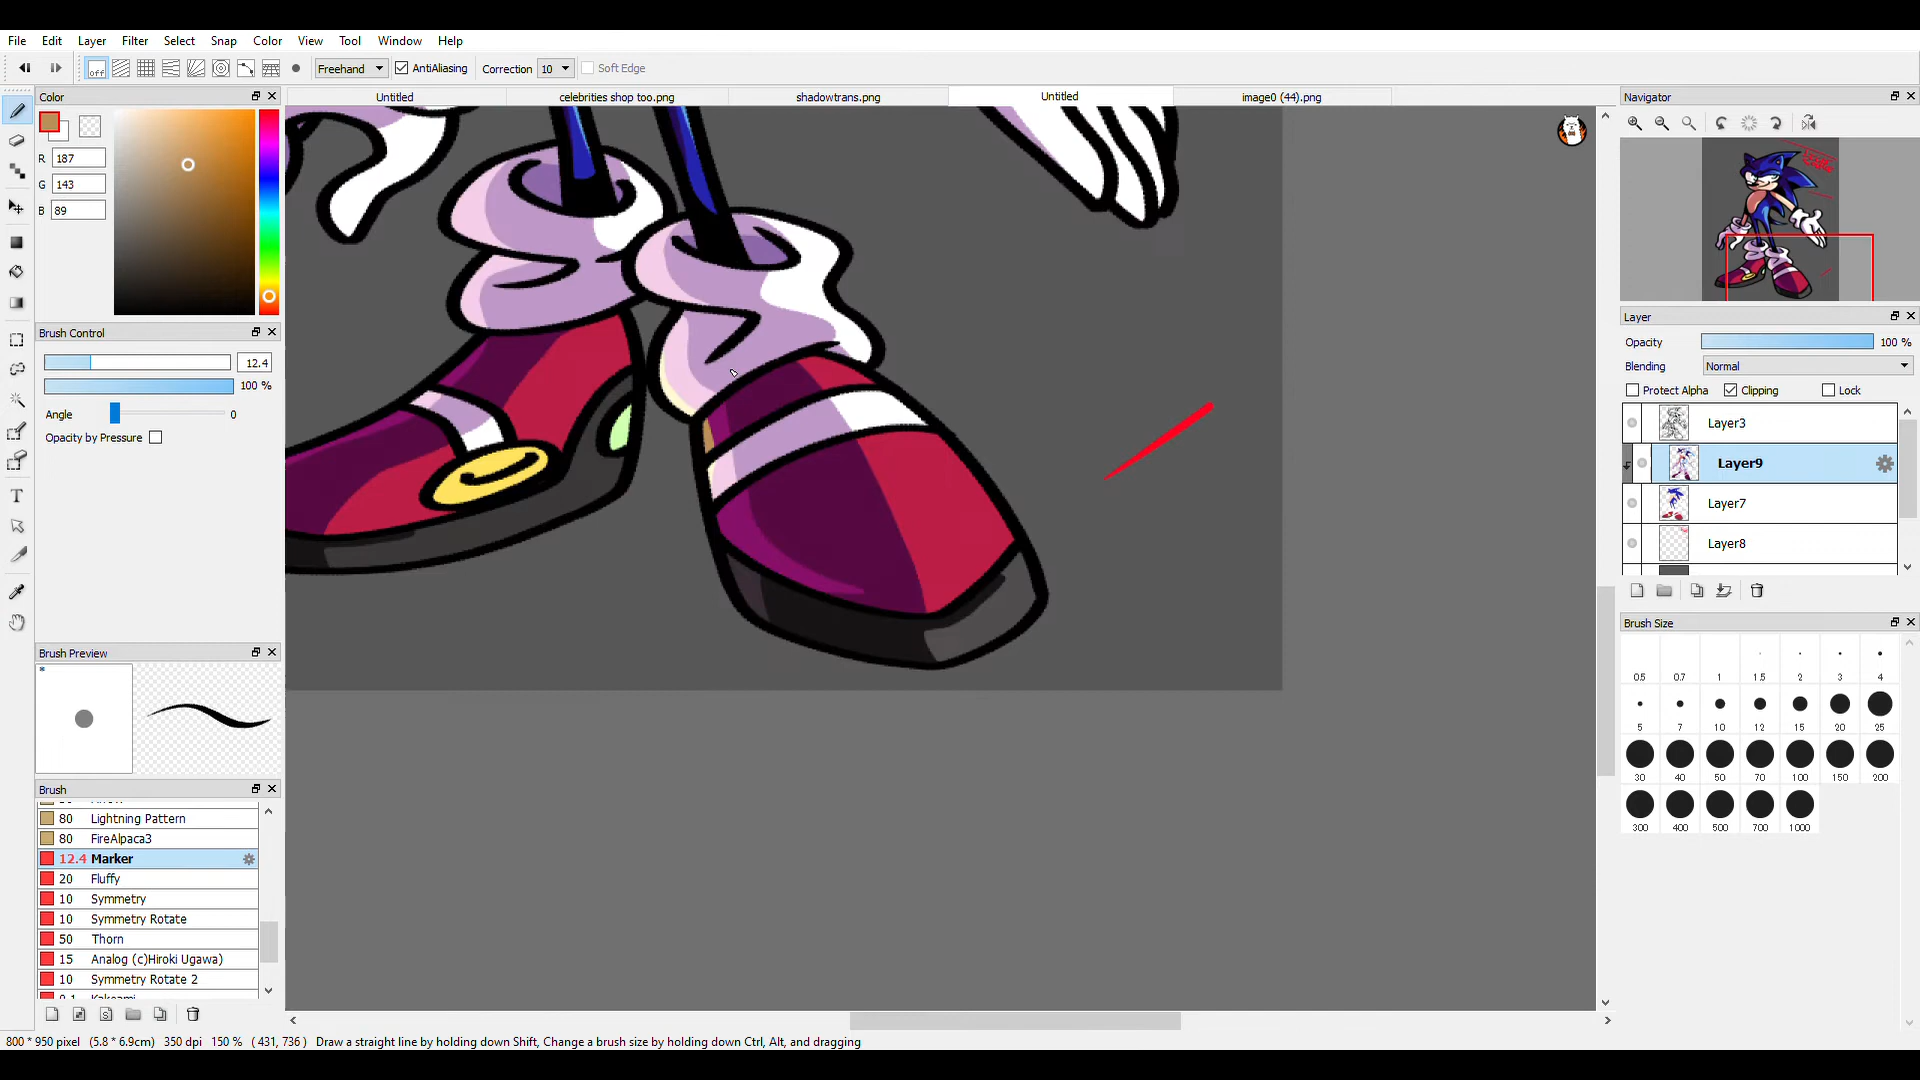 File Edit Layer Filter Select Snap Color View Tool Window Help
off Freehand AntiAliasing Correction 10 Soft Edge
Color
R 187
G 143
B 89
Brush Control
12.4
100 %
Angle 0
Opacity by Pressure
Brush Preview
Brush
80 Lightning Pattern
80 FireAlpaca3
12.4 Marker
20 Fluffy
10 Symmetry
10 Symmetry Rotate
50 Thorn
15 Analog (c)Hiroki Ugawa)
10 Symmetry Rotate 2
Untitled celebrities shop too.png shadowtrans.png Untitled image0 (44).png
Navigator
Layer
Opacity 100 %
Blending Normal
Protect Alpha Clipping Lock
Layer3
Layer9
Layer7
Layer8
Brush Size
0.5 0.7 1 1.5 2 3 4
5 7 10 12 15 20 25
30 40 50 70 100 150 200
300 400 500 700 1000
800 * 950 pixel (5.8 * 6.9cm) 350 dpi 150 % ( 431, 736 ) Draw a straight line by holding down Shift, Change a brush size by holding down Ctrl, Alt, and dragging